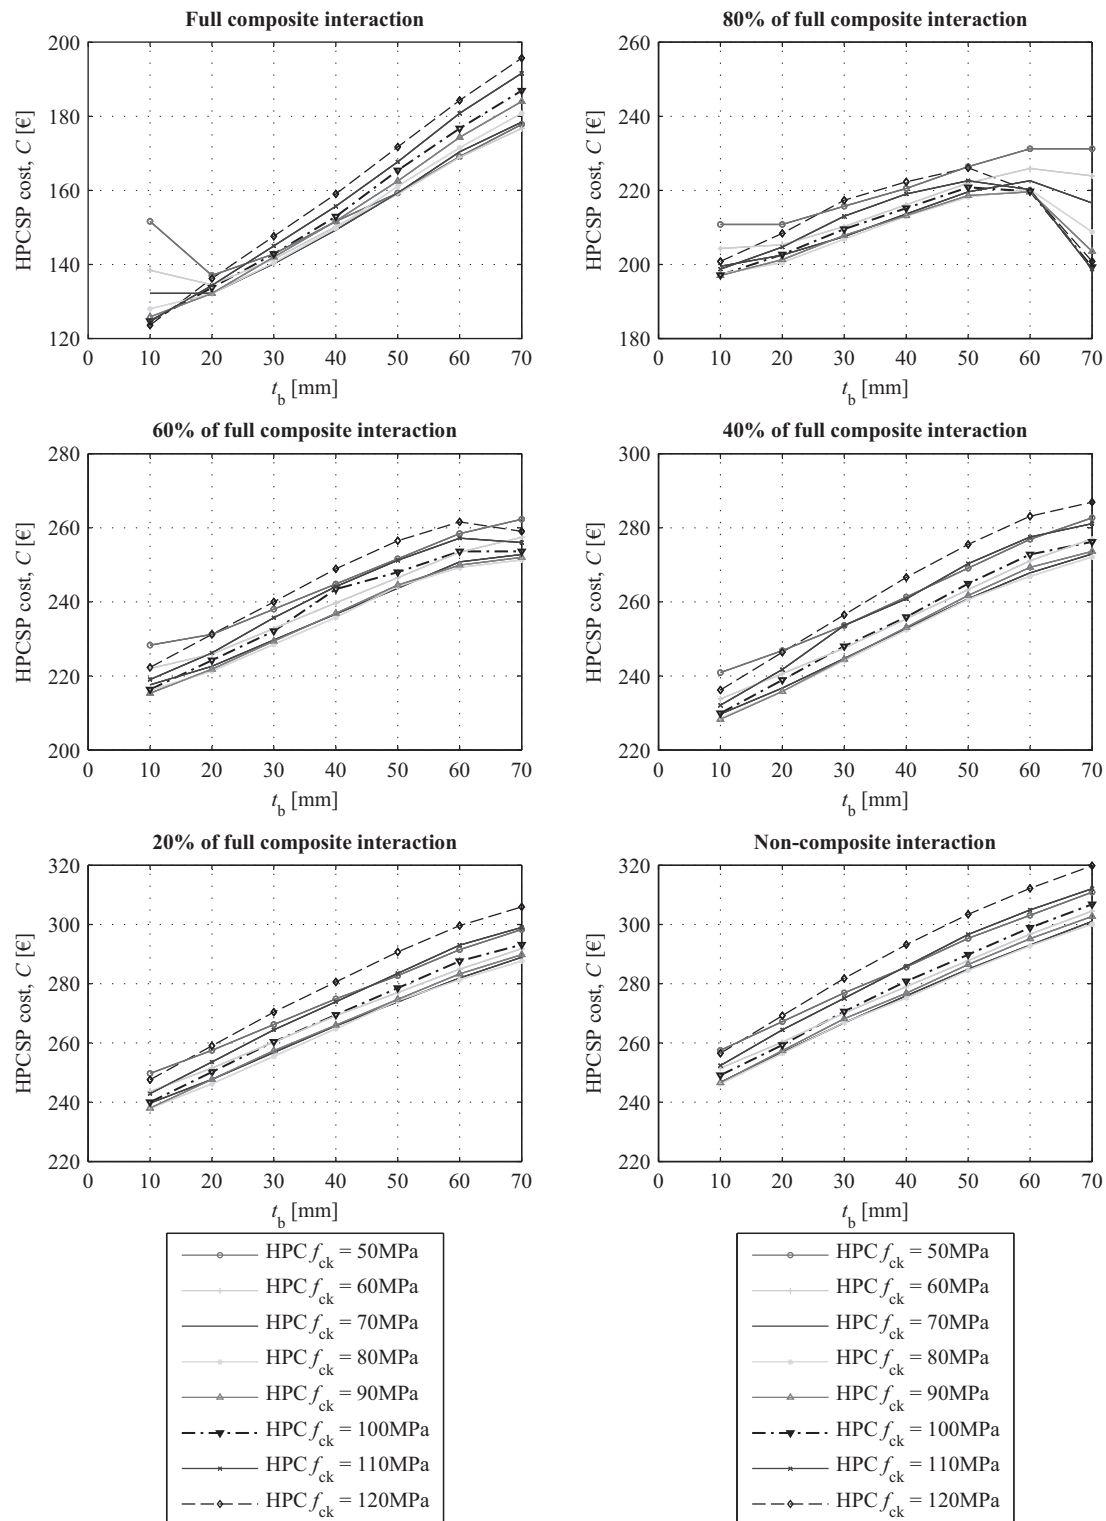 Full composite interaction
HPCSP cost, C [€]
200
180
160
140
120
0 10 20 30 40 50 60 70
t_b [mm]
80% of full composite interaction
HPCSP cost, C [€]
260
240
220
200
180
0 10 20 30 40 50 60 70
t_b [mm]
60% of full composite interaction
HPCSP cost, C [€]
280
260
240
220
200
0 10 20 30 40 50 60 70
t_b [mm]
40% of full composite interaction
HPCSP cost, C [€]
300
280
260
240
220
0 10 20 30 40 50 60 70
t_b [mm]
20% of full composite interaction
HPCSP cost, C [€]
320
300
280
260
240
220
0 10 20 30 40 50 60 70
t_b [mm]
Non-composite interaction
HPCSP cost, C [€]
320
300
280
260
240
220
0 10 20 30 40 50 60 70
t_b [mm]
HPC f_ck = 50MPa
HPC f_ck = 60MPa
HPC f_ck = 70MPa
HPC f_ck = 80MPa
HPC f_ck = 90MPa
HPC f_ck = 100MPa
HPC f_ck = 110MPa
HPC f_ck = 120MPa
HPC f_ck = 50MPa
HPC f_ck = 60MPa
HPC f_ck = 70MPa
HPC f_ck = 80MPa
HPC f_ck = 90MPa
HPC f_ck = 100MPa
HPC f_ck = 110MPa
HPC f_ck = 120MPa